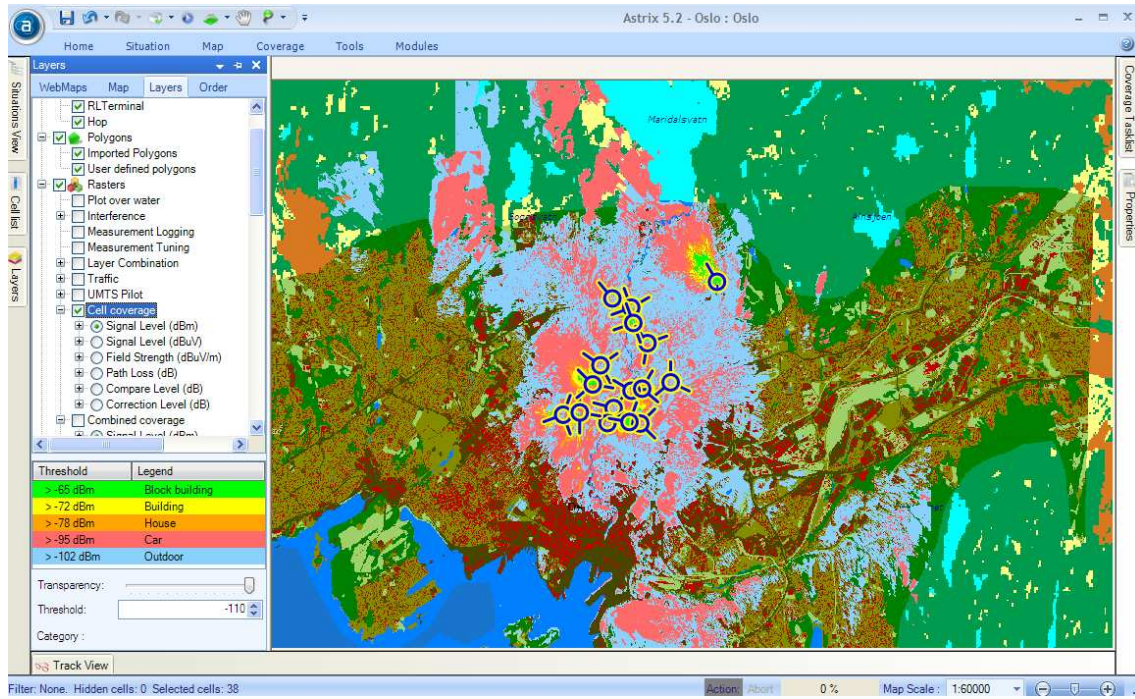 Astrix 5.2 - Oslo : Oslo
Home Situation Map Coverage Tools Modules
Layers
WebMaps Map Layers Order
RLTerminal
Hop
Polygons
Imported Polygons
User defined polygons
Rasters
Plot over water
Interference
Measurement Logging
Measurement Tuning
Layer Combination
Traffic
UMTS Pilot
Cell coverage
Signal Level (dBm)
Signal Level (dBuV)
Field Strength (dBuV/m)
Path Loss (dB)
Compare Level (dB)
Correction Level (dB)
Combined coverage
Signal Level (dBm)
Threshold Legend
>-65 dBm Block building
>-72 dBm Building
>-78 dBm House
>-95 dBm Car
>-102 dBm Outdoor
Transparency:
Threshold: -110
Category :
Situations View
Cell list
Layers
Maridalsvatn
Coverage Tasklist
Properties
Track View
Filter: None. Hidden cells: 0 Selected cells: 38
Action: Abort 0 % Map Scale : 1:60000